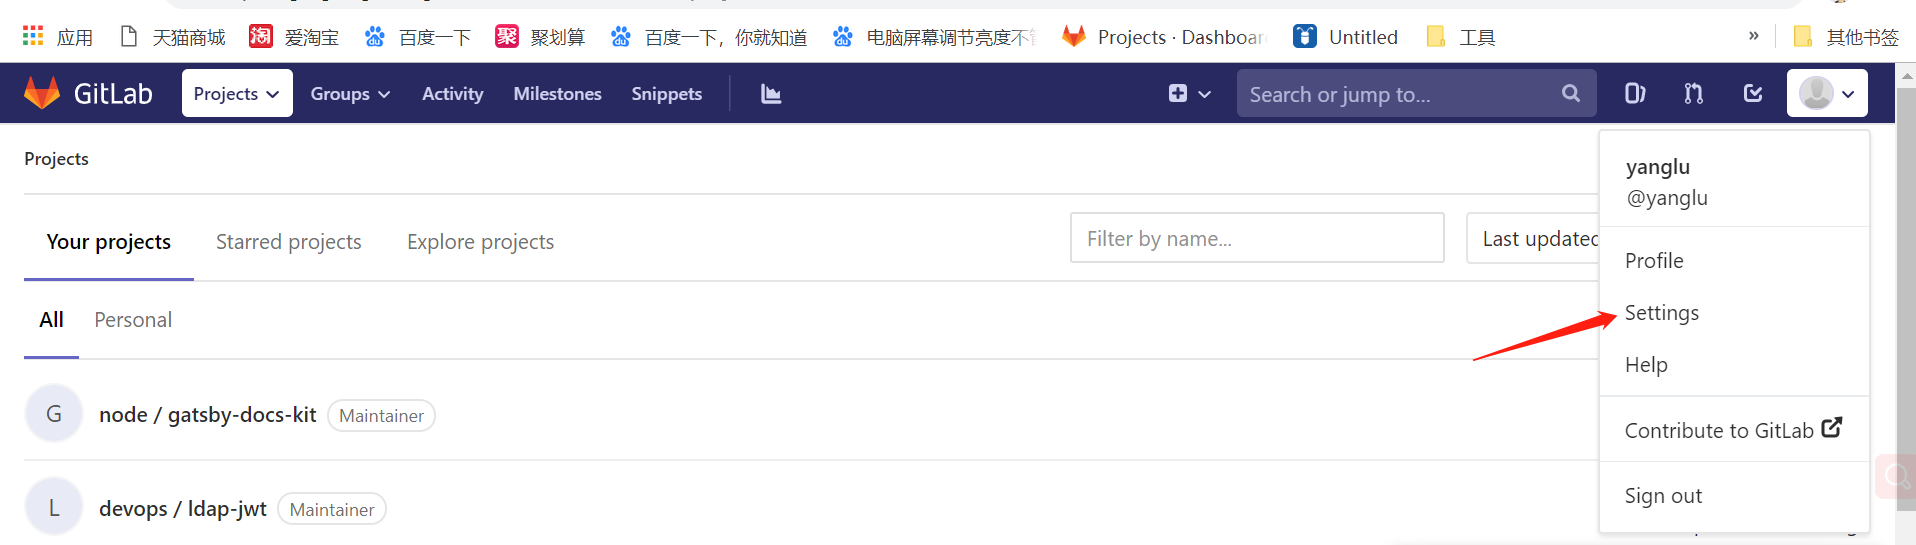 应用 天猫商城 淘 爱淘宝 百度一下 聚 聚划算 百度一下，你就知道 电脑屏幕调节亮度不 Projects · Dashboar Untitled 工具 » 其他书签
GitLab Projects Groups Activity Milestones Snippets Search or jump to...
Projects
yanglu
@yanglu
Your projects Starred projects Explore projects Filter by name... Last updated
Profile
All Personal
Settings
Help
G node / gatsby-docs-kit Maintainer
Contribute to GitLab
L devops / ldap-jwt Maintainer
Sign out